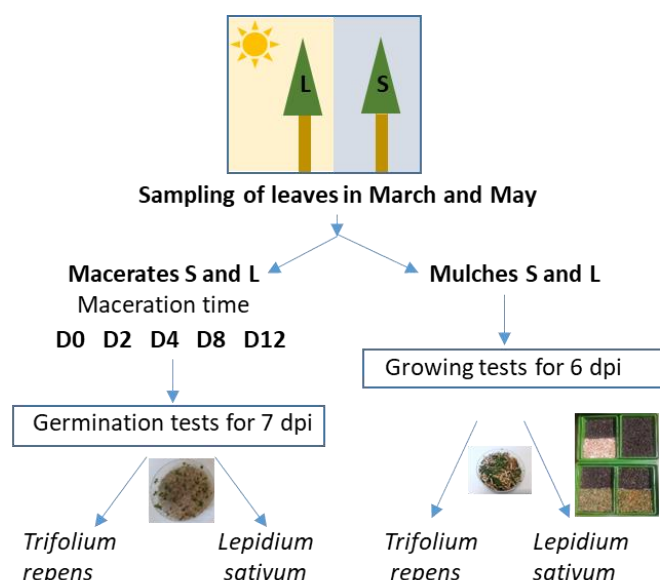 L S
Sampling of leaves in March and May
Macerates S and L
Maceration time
D0 D2 D4 D8 D12
Germination tests for 7 dpi
Trifolium
repens
Lepidium
sativum
Mulches S and L
Growing tests for 6 dpi
Trifolium
repens
Lepidium
sativum